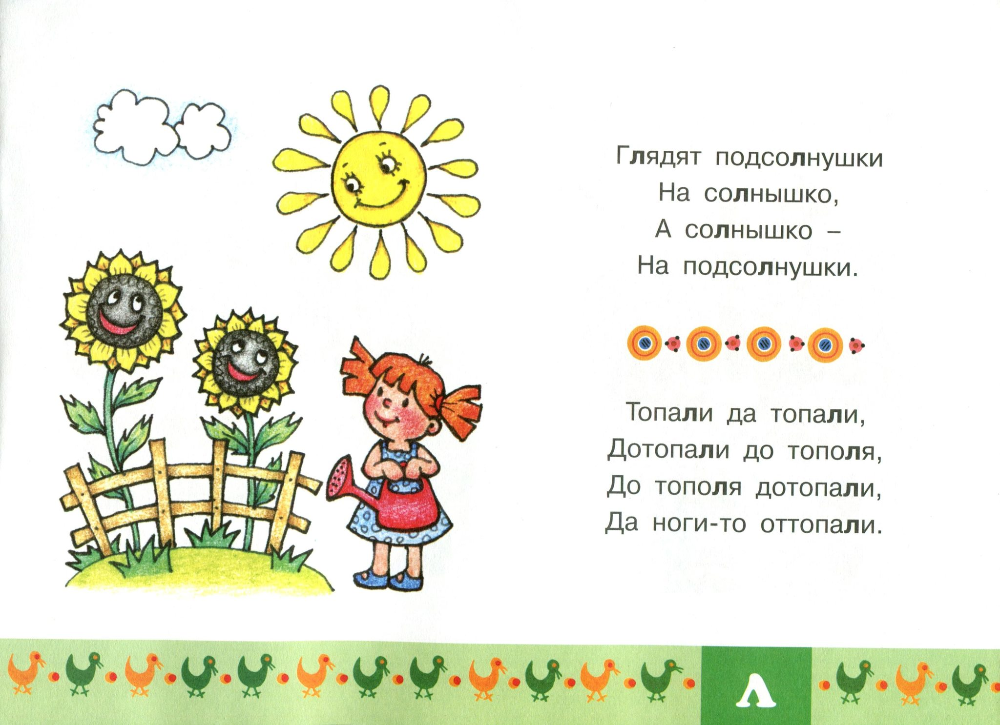 Глядят подсолнушки
На солнышко,
А солнышко –
На подсолнушки.
Топали да топали,
Дотопали до тополя,
До тополя дотопали,
Да ноги-то оттопали.
Л